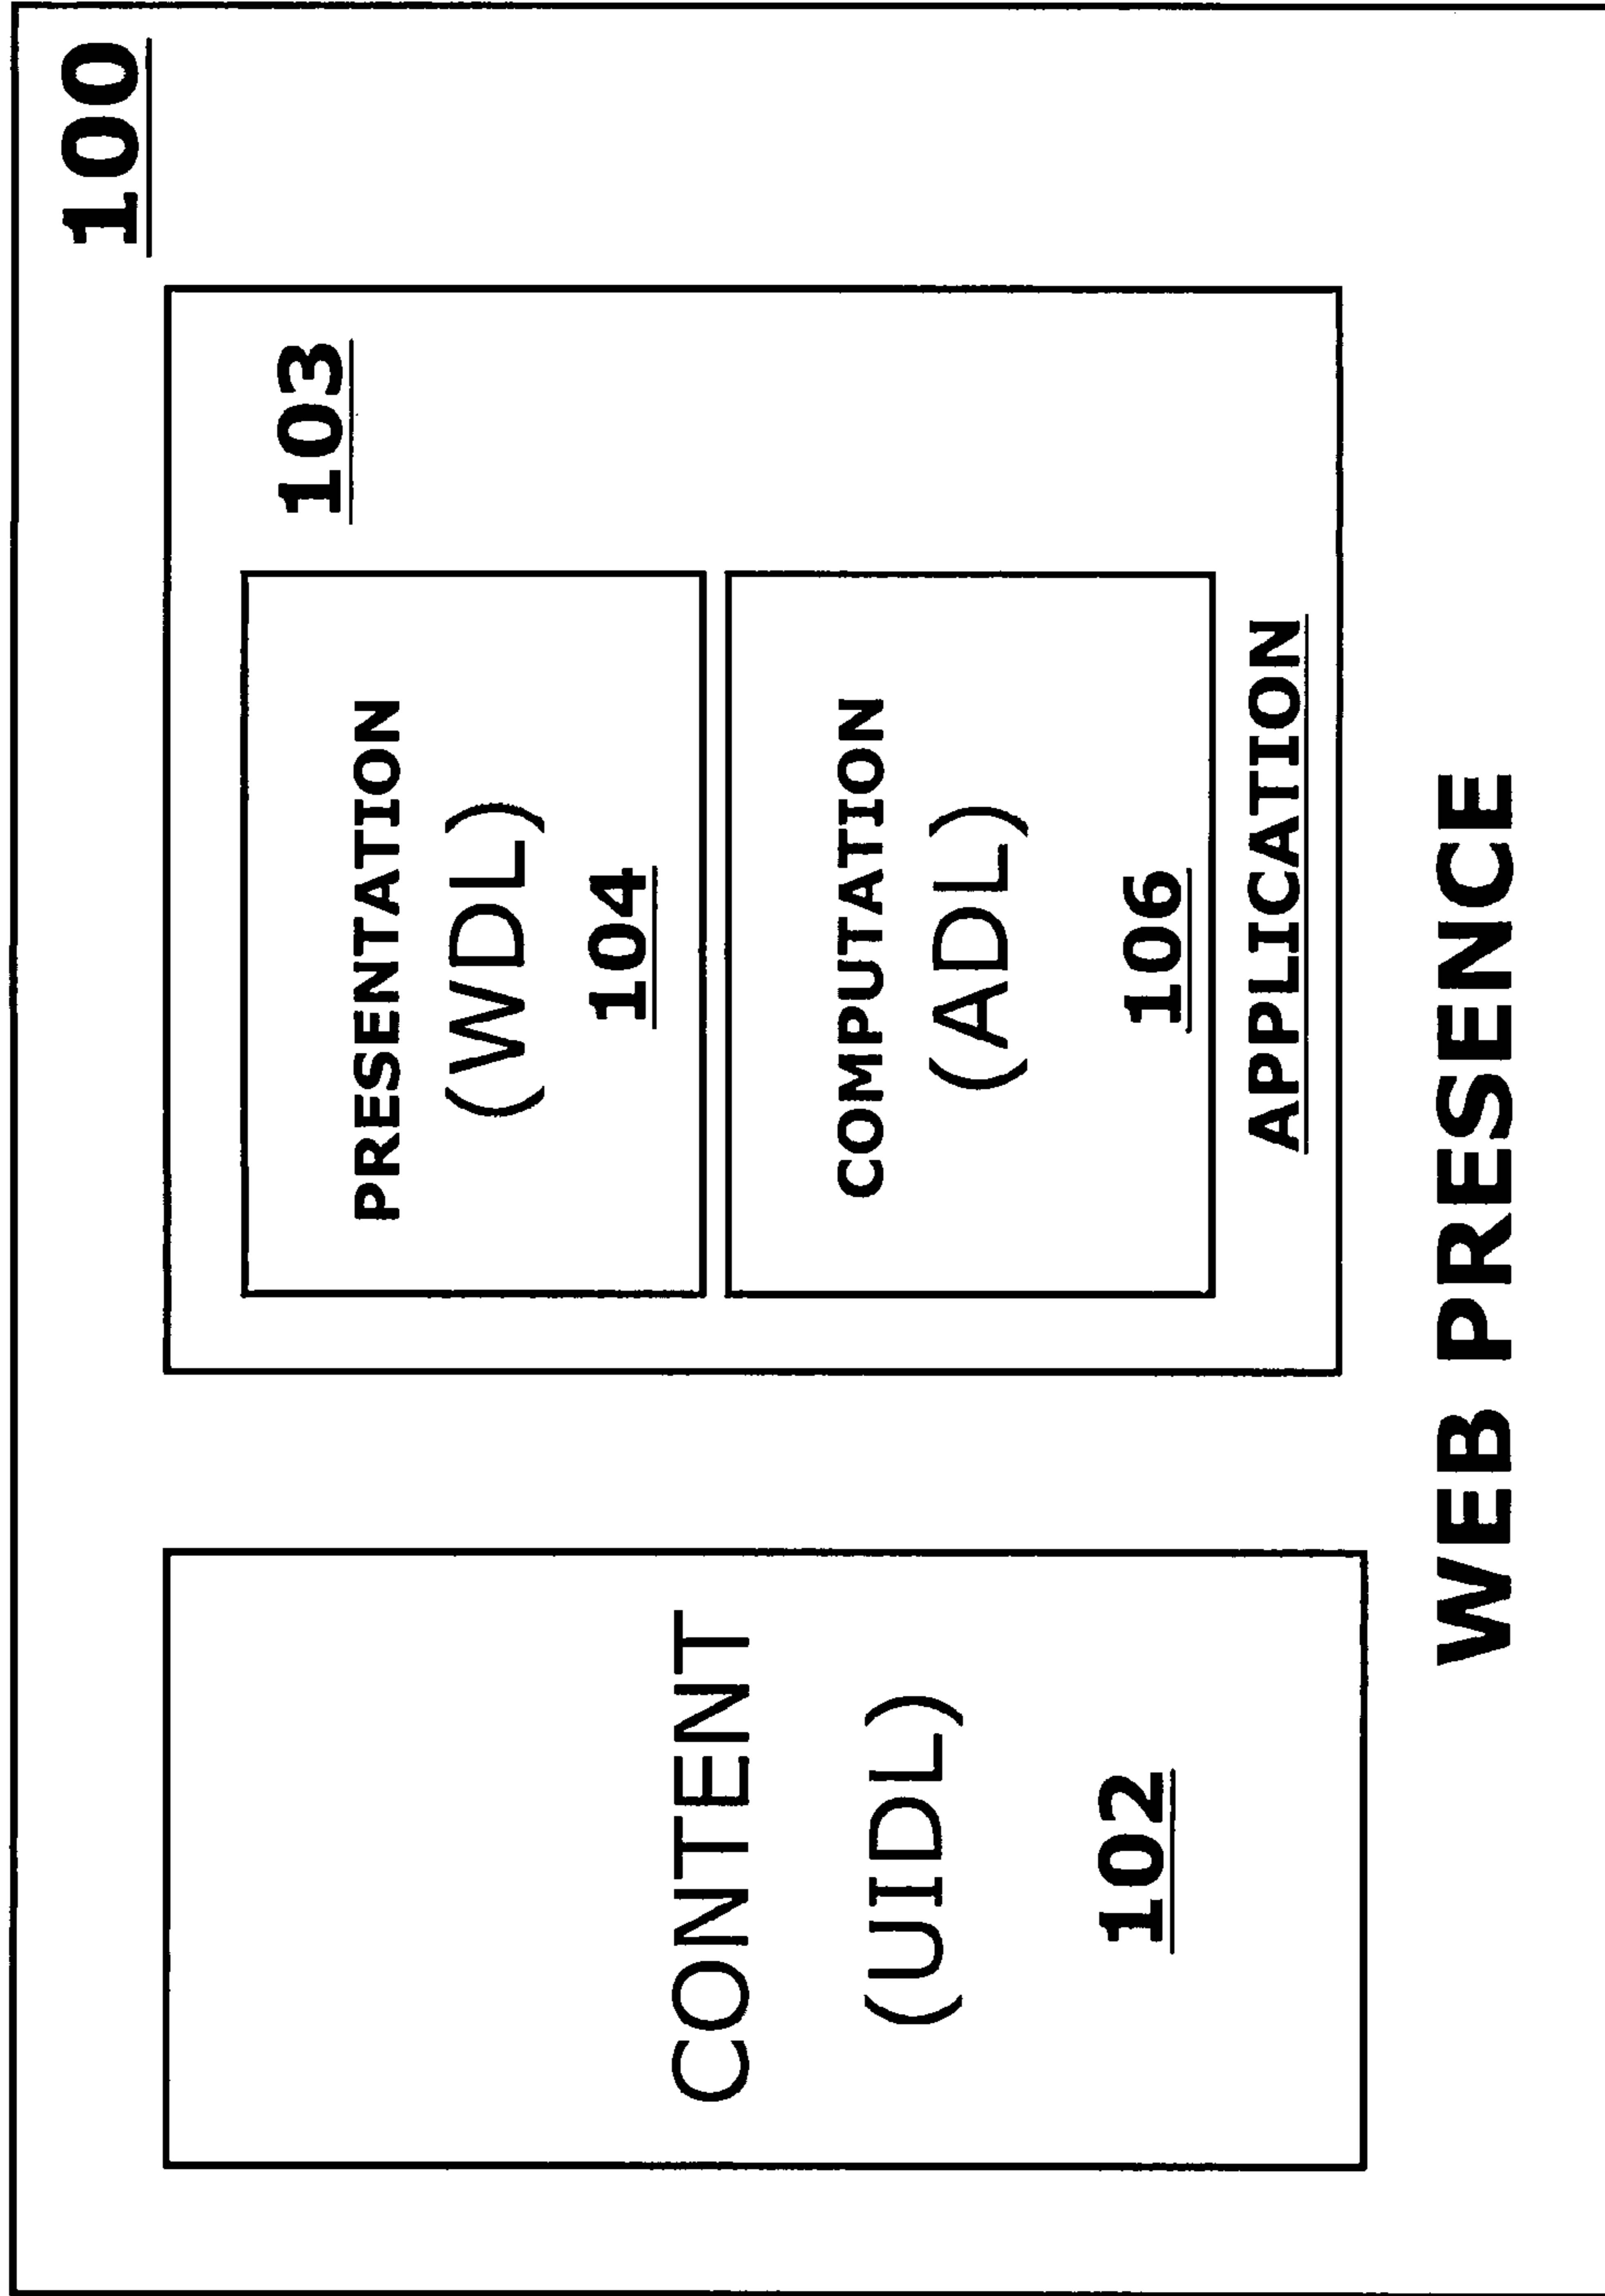 100
CONTENT
(UIDL)
102
103
PRESENTATION
(WDL)
104
COMPUTATION
(ADL)
106
APPLICATION
WEB PRESENCE